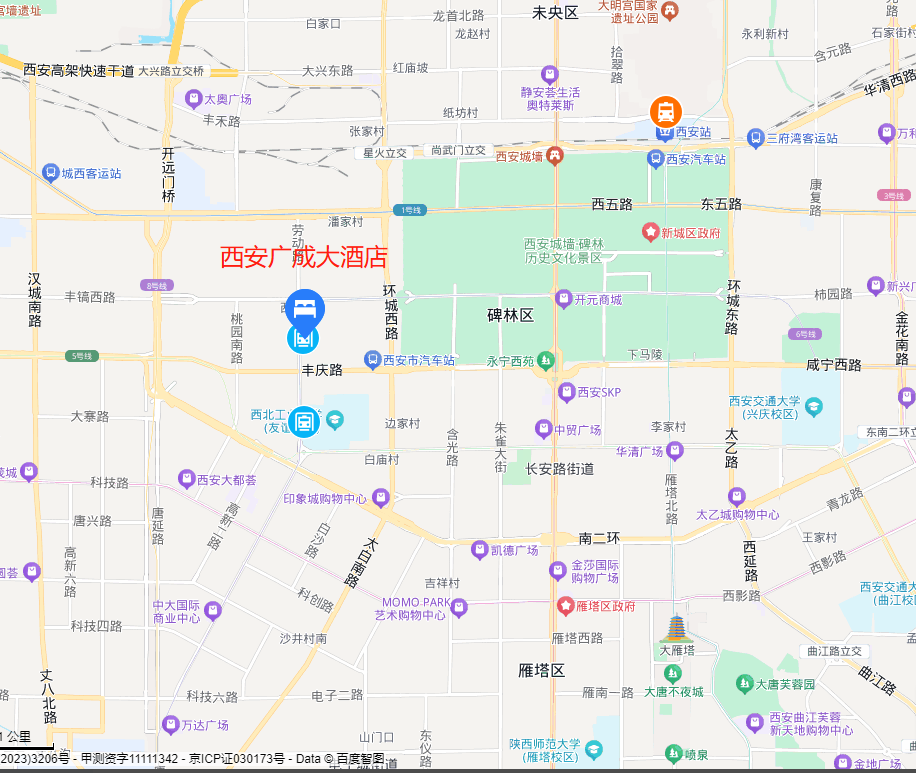 富墙遗址
白家口
龙首北路
未央区
大明宫国家
遗址公园
龙赵村
永利新村
石家街村
含元路
拾翠路
西安高架快速干道
大兴路立交桥
大兴东路
红庙坡
静安荟生活
奥特莱斯
华清西路
太奥广场
丰禾路
纸坊村
张家村
西安站
三府湾客运站
万和
星火立交
尚武门立交
西安城墙
西安汽车站
城西客运站
开远门桥
康复路
3号线
1号线
西五路
东五路
潘家村
劳动路
新城区政府
西安城墙·碑林
历史文化景区
西安广成大酒店
汉城南路
8号线
丰镐西路
环城西路
开元商城
环城东路
柿园路
新兴广
桃园南路
碑林区
金花南路
6号线
5号线
丰庆路
西安市汽车站
永宁西苑
下马陵
咸宁西路
西安SKP
大寨路
西北工
(友谊
边家村
含光路
朱雀大街
中贸广场
李家村
西安交通大学
(兴庆校区)
太乙路
东南二环立
白庙村
华清广场
长安路街道
茂城
科技路
西安大都荟
印象城购物中心
雁塔北路
太乙城购物中心
青龙路
唐兴路
唐延路
高新二路
白沙路
太白南路
南二环
王家村
凯德广场
西延路
西影路
高新六路
圈荟
吉祥村
金莎国际
购物广场
西安交通大
(曲江校区
科创路
西影路
中大国际
商业中心
MOMO PARK
艺术购物中心
雁塔区政府
科技四路
沙井村南
雁塔西路
大雁塔
曲江路立交
雁塔区
丈八北路
科技六路
电子二路
雁南一路
大唐不夜城
大唐芙蓉园
曲江路
万达广场
西安曲江芙蓉
新天地购物中心
山门口
东仪路
陕西师范大学
(雁塔校区)
喷泉
金地广场
1 公里
2023)3206号 - 甲测资字11111342 - 京ICP证030173号 - Data © 百度智图